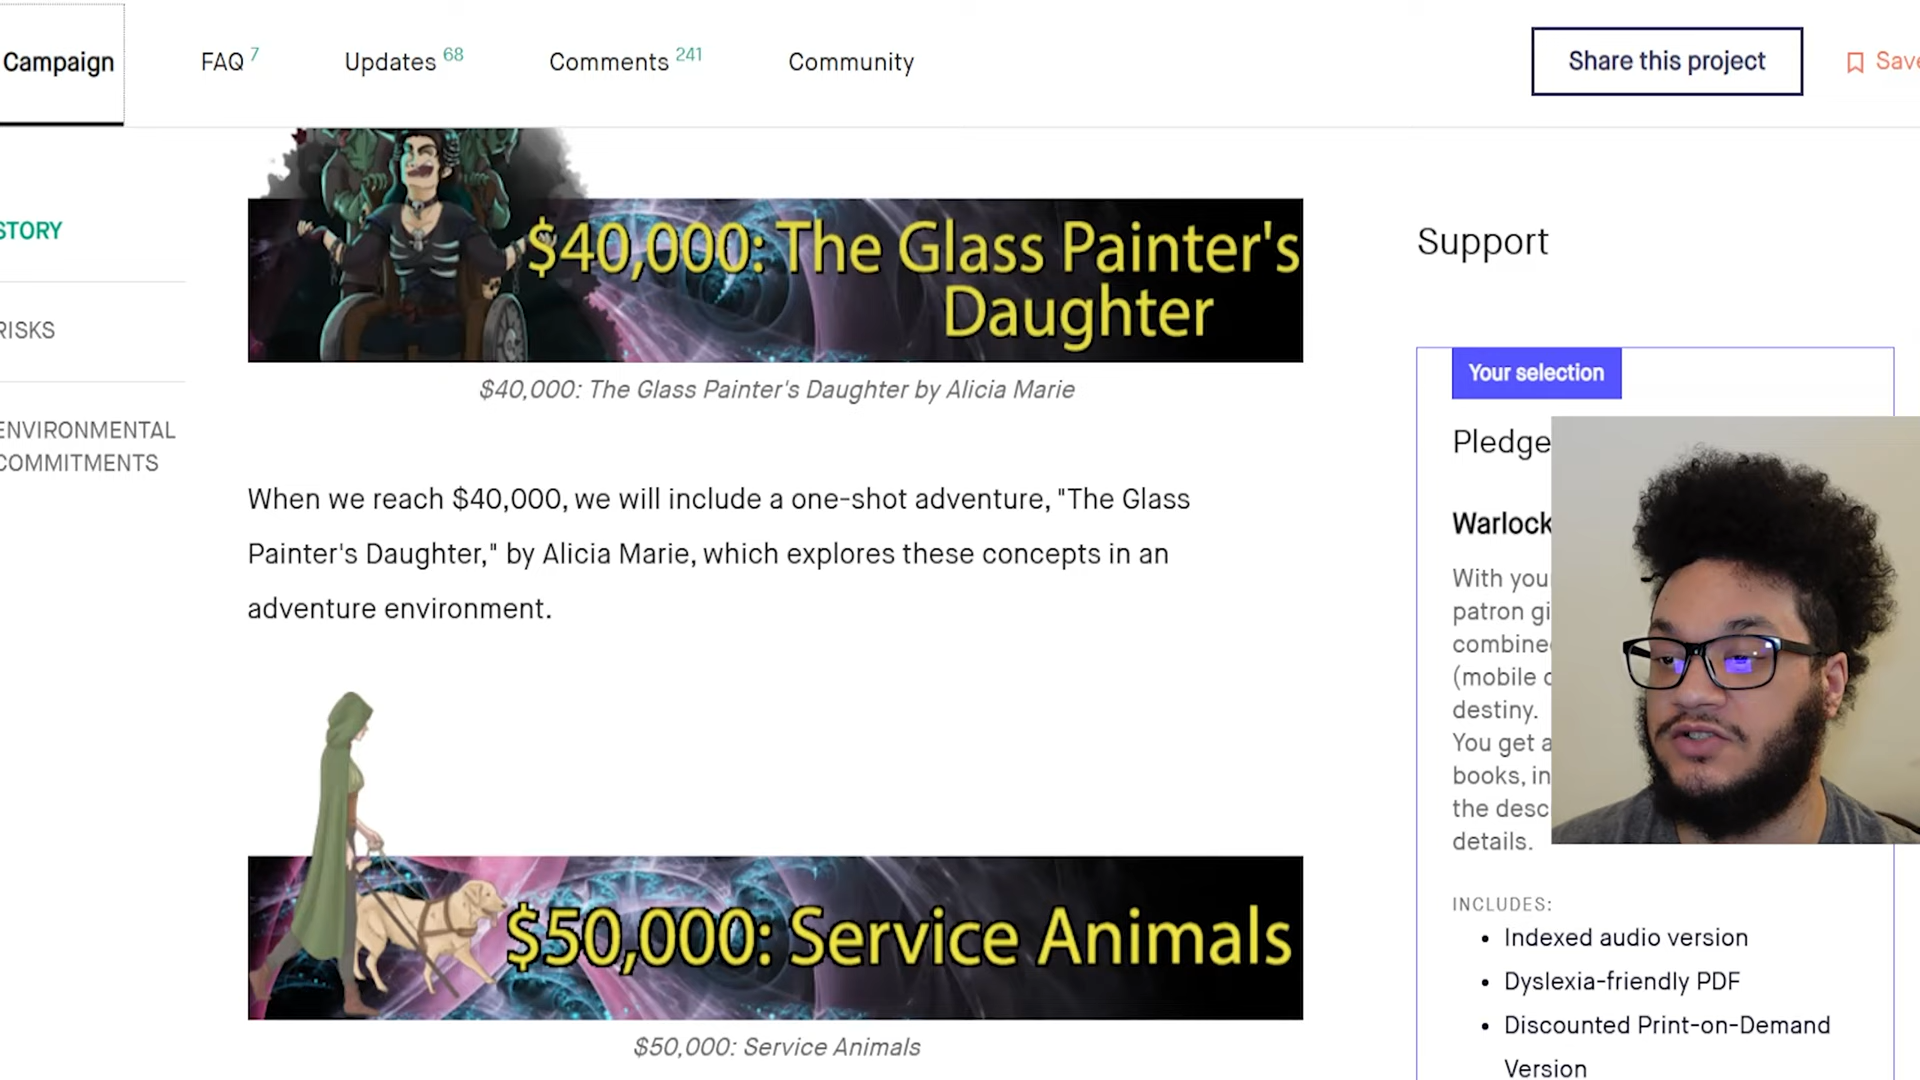 Campaign
FAQ 7
Updates 68
Comments 241
Community
Share this project
Save
STORY
RISKS
ENVIRONMENTAL
COMMITMENTS
$40,000: The Glass Painter's
Daughter
$40,000: The Glass Painter's Daughter by Alicia Marie
When we reach $40,000, we will include a one-shot adventure, "The Glass
Painter's Daughter," by Alicia Marie, which explores these concepts in an
adventure environment.
$50,000: Service Animals
$50,000: Service Animals
Support
Your selection
Pledge
Warlock
With you
patron gi
combine
(mobile
destiny.
You get a
books, in
the desc
details.
INCLUDES:
• Indexed audio version
• Dyslexia-friendly PDF
• Discounted Print-on-Demand
Version